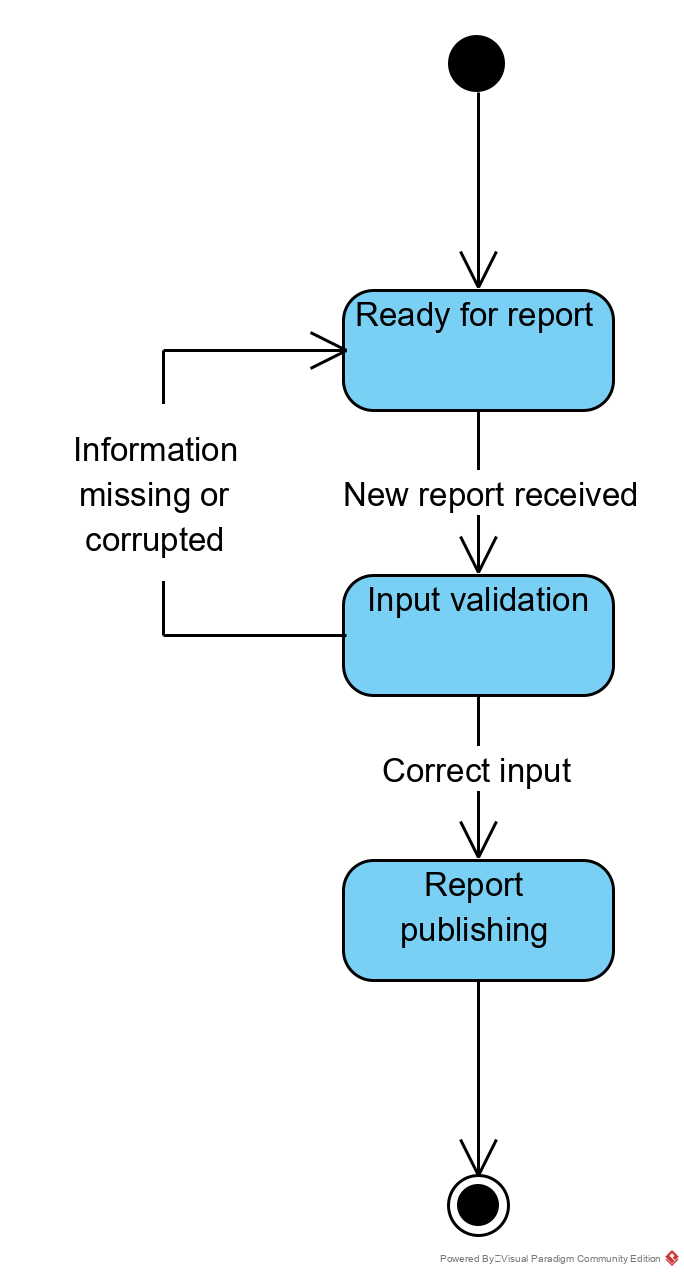 Ready for report
Information
missing or
corrupted
New report received
Input validation
Correct input
Report
publishing
Powered By Visual Paradigm Community Edition